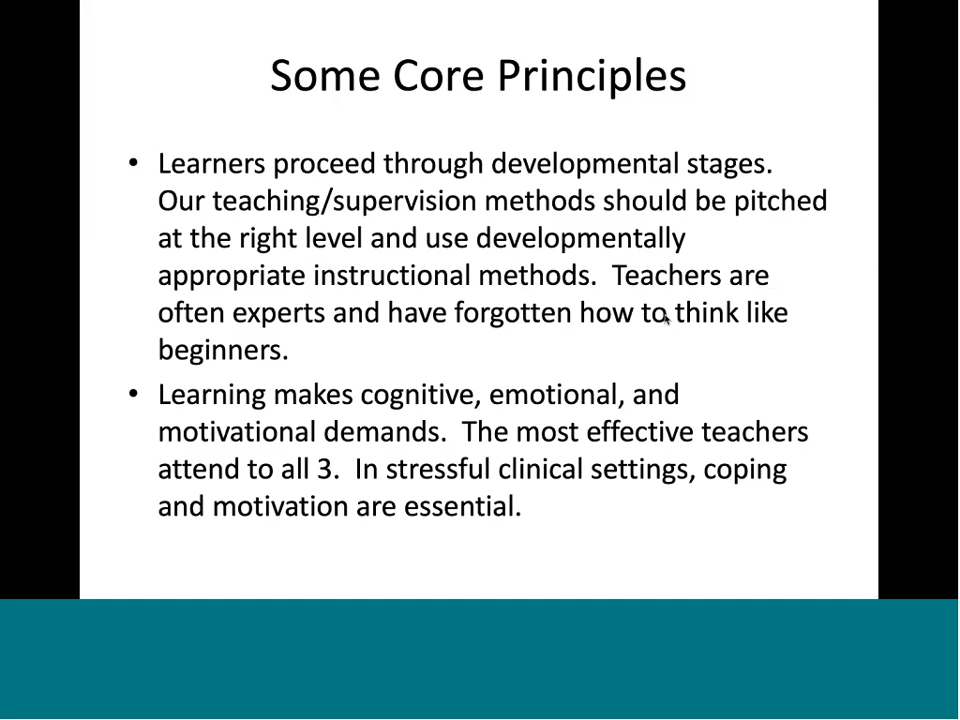 Some Core Principles
• Learners proceed through developmental stages.
Our teaching/supervision methods should be pitched
at the right level and use developmentally
appropriate instructional methods.  Teachers are
often experts and have forgotten how to think like
beginners.
• Learning makes cognitive, emotional, and
motivational demands.  The most effective teachers
attend to all 3.  In stressful clinical settings, coping
and motivation are essential.